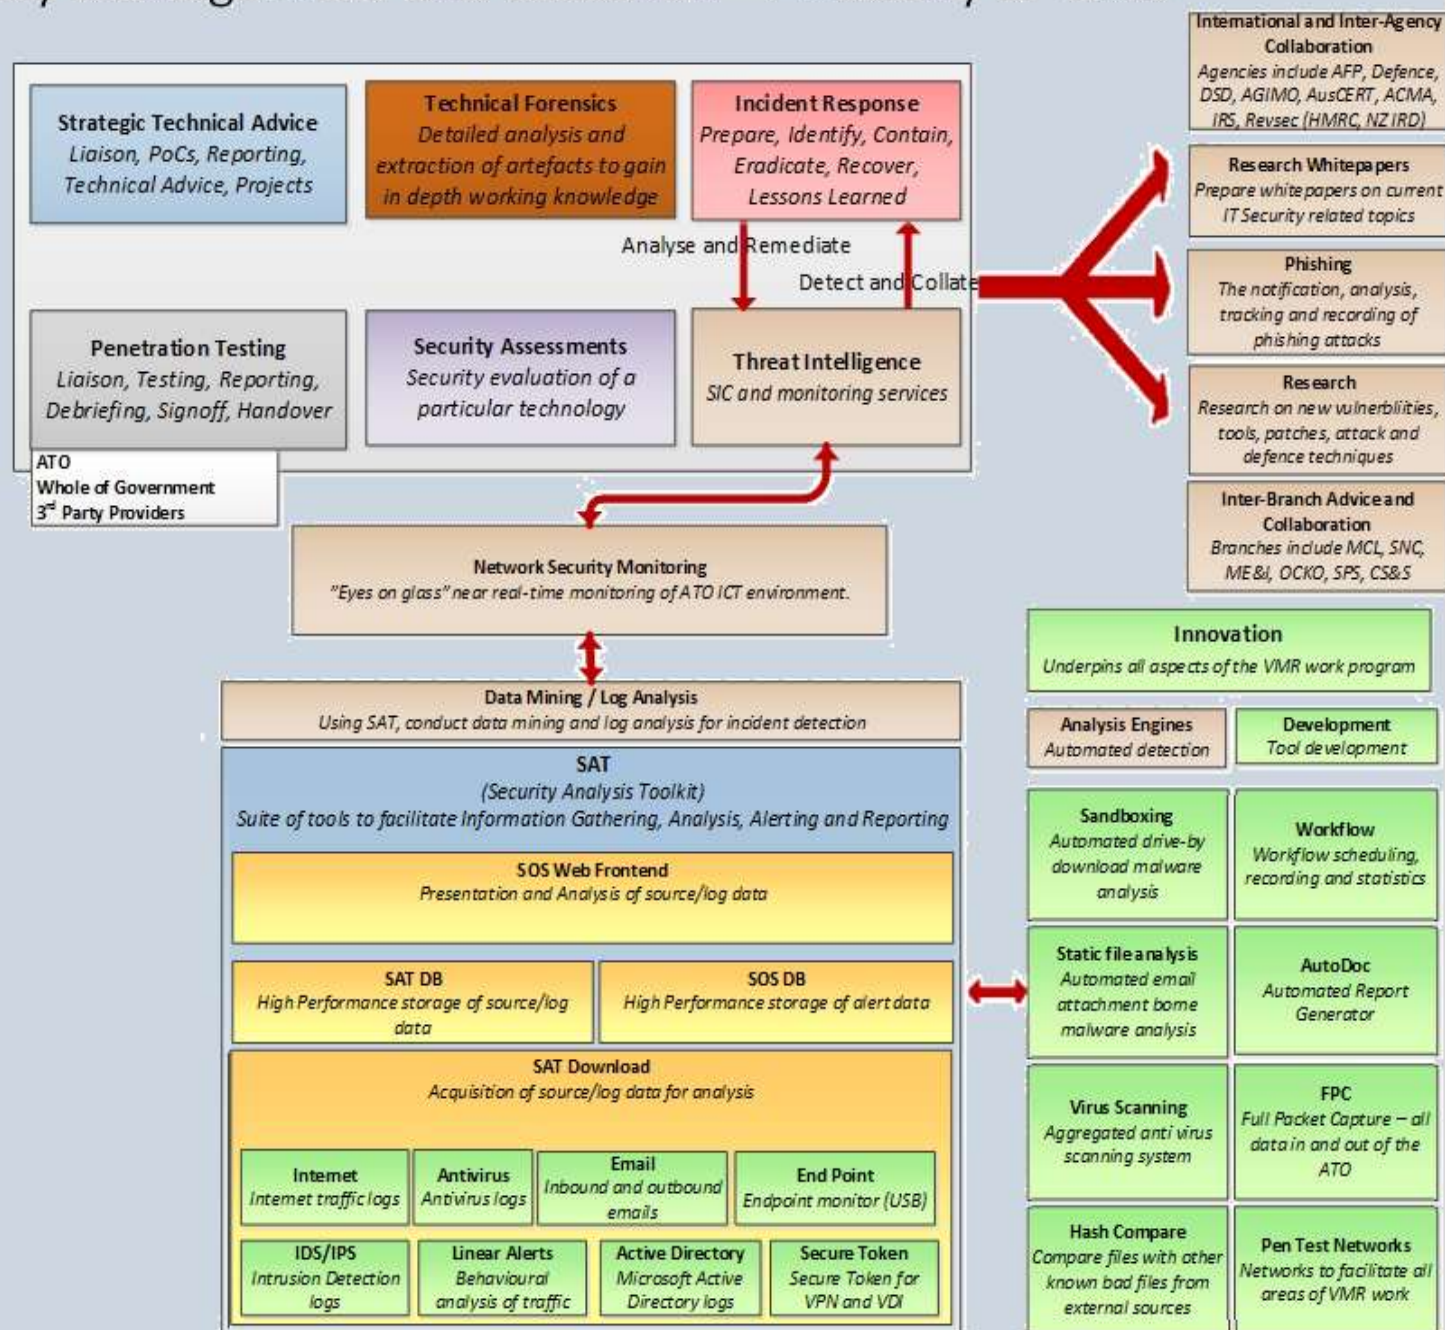 Strategic Technical Advice
Liaison, PoCs, Reporting,
Technical Advice, Projects
Technical Forensics
Detailed analysis and
extraction of artefacts to gain
in depth working knowledge
Incident Response
Prepare, Identify, Contain,
Eradicate, Recover,
Lessons Learned
Analyse and Remediate
Detect and Collate
Penetration Testing
Liaison, Testing, Reporting,
Debriefing, Signoff, Handover
Security Assessments
Security evaluation of a
particular technology
Threat Intelligence
SIC and monitoring services
ATO
Whole of Government
3rd Party Providers
International and Inter-Agency
Collaboration
Agencies include AFP, Defence,
DSD, AGIMO, AusCERT, ACMA,
IRS, Revsec (HMRC, NZ IRD)
Research Whitepapers
Prepare whitepapers on current
IT Security related topics
Phishing
The notification, analysis,
tracking and recording of
phishing attacks
Research
Research on new vulnerbliities,
tools, patches, attack and
defence techniques
Inter-Branch Advice and
Collaboration
Branches include MCL, SNC,
ME&I, OCKO, SPS, CS&S
Network Security Monitoring
"Eyes on glass" near real-time monitoring of ATO ICT environment.
Data Mining / Log Analysis
Using SAT, conduct data mining and log analysis for incident detection
SAT
(Security Analysis Toolkit)
Suite of tools to facilitate Information Gathering, Analysis, Alerting and Reporting
SOS Web Frontend
Presentation and Analysis of source/log data
SAT DB
High Performance storage of source/log
data
SOS DB
High Performance storage of alert data
SAT Download
Acquisition of source/log data for analysis
Internet
Internet traffic logs
Antivirus
Antivirus logs
Email
Inbound and outbound
emails
End Point
Endpoint monitor (USB)
IDS/IPS
Intrusion Detection
logs
Linear Alerts
Behavioural
analysis of traffic
Active Directory
Microsoft Active
Directory logs
Secure Token
Secure Token for
VPN and VDI
Innovation
Underpins all aspects of the VMR work program
Analysis Engines
Automated detection
Development
Tool development
Sandboxing
Automated drive-by
download malware
analysis
Workflow
Workflow scheduling,
recording and statistics
Static file analysis
Automated email
attachment borne
malware analysis
AutoDoc
Automated Report
Generator
Virus Scanning
Aggregated anti virus
scanning system
FPC
Full Packet Capture – all
data in and out of the
ATO
Hash Compare
Compare files with other
known bad files from
external sources
Pen Test Networks
Networks to facilitate all
areas of VMR work